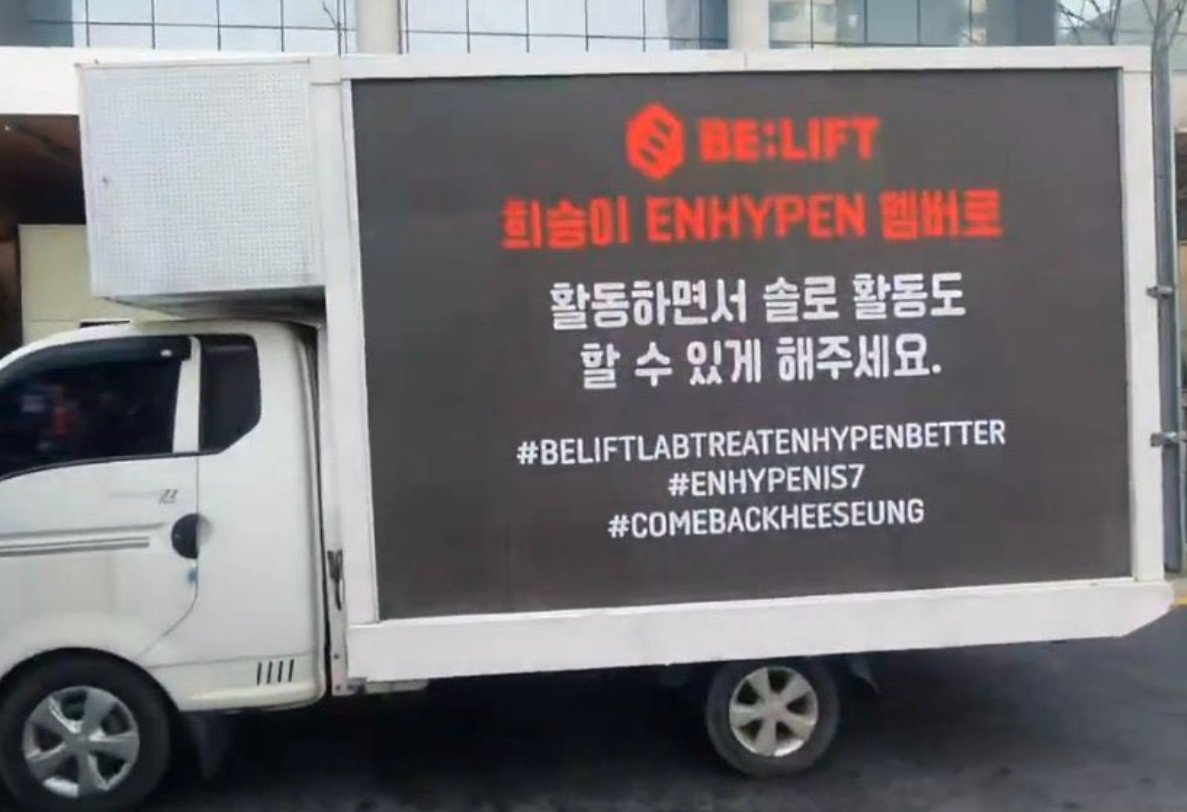 BE:LIFT
희승이 ENHYPEN 멤버로
활동하면서 솔로 활동도
할 수 있게 해주세요.
#BELIFTLABTREATENHYPENBETTER
#ENHYPENIS7
#COMEBACKHEESEUNG